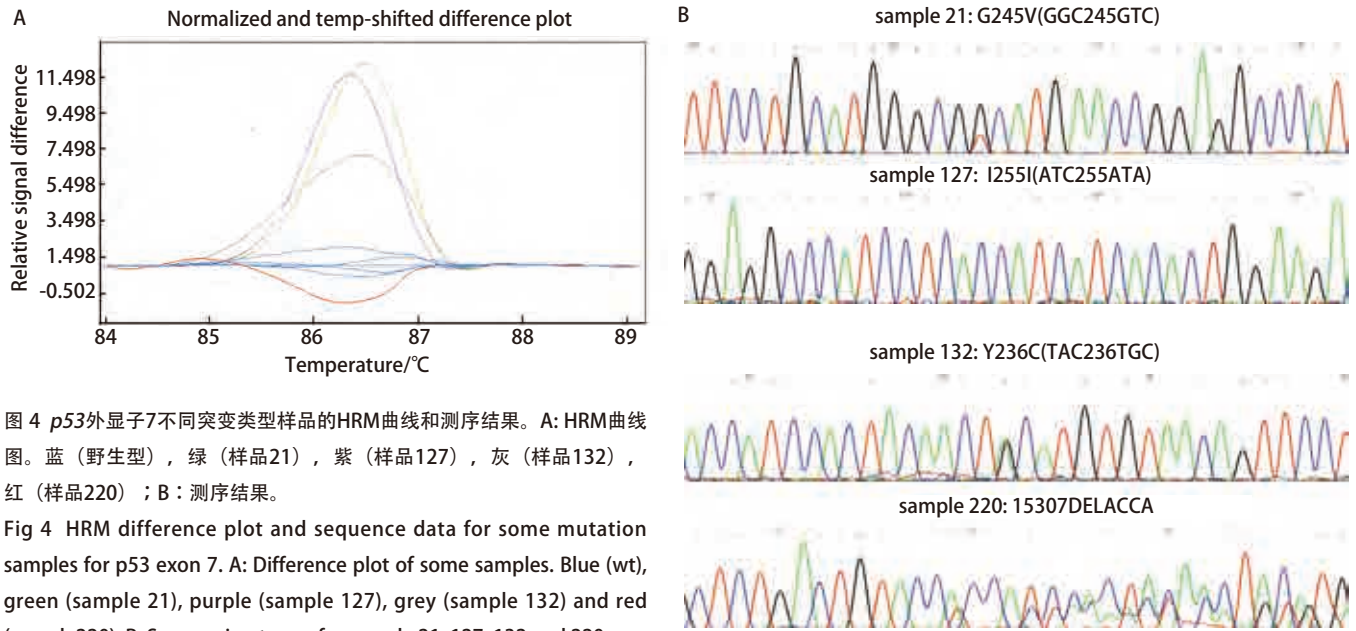 A
Normalized and temp-shifted difference plot
Relative signal difference
11.498
9.498
7.498
5.498
3.498
1.498
-0.502
84 85 86 87 88 89
Temperature/℃
图 4 p53外显子7不同突变类型样品的HRM曲线和测序结果。A: HRM曲线
图。蓝（野生型），绿（样品21），紫（样品127），灰（样品132），
红（样品220）；B：测序结果。
Fig 4 HRM difference plot and sequence data for some mutation
samples for p53 exon 7. A: Difference plot of some samples. Blue (wt),
green (sample 21), purple (sample 127), grey (sample 132) and red
B
sample 21: G245V(GGC245GTC)
sample 127: I255I(ATC255ATA)
sample 132: Y236C(TAC236TGC)
sample 220: 15307DELACCA